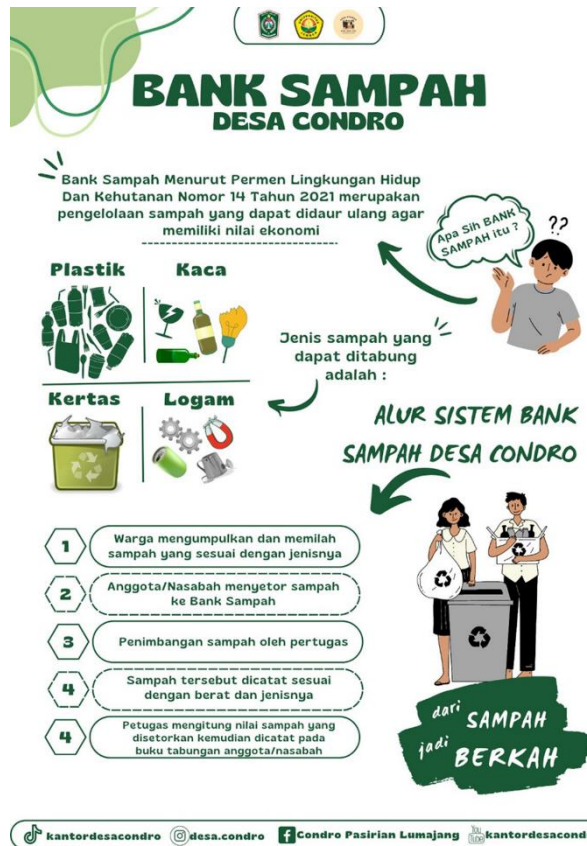 BANK SAMPAH
DESA CONDRO
Bank Sampah Menurut Permen Lingkungan Hidup
Dan Kehutanan Nomor 14 Tahun 2021 merupakan
pengelolaan sampah yang dapat didaur ulang agar
memiliki nilai ekonomi
Apa Sih BANK
SAMPAH itu ?
??
Plastik
Kaca
Kertas
Logam
Jenis sampah yang
dapat ditabung
adalah :
ALUR SISTEM BANK
SAMPAH DESA CONDRO
1
Warga mengumpulkan dan memilah
sampah yang sesuai dengan jenisnya
2
Anggota/Nasabah menyetor sampah
ke Bank Sampah
3
Penimbangan sampah oleh pertugas
4
Sampah tersebut dicatat sesuai
dengan berat dan jenisnya
4
Petugas mengitung nilai sampah yang
disetorkan kemudian dicatat pada
buku tabungan anggota/nasabah
dari SAMPAH
jadi BERKAH
kantordesacondro
desa.condro
Condro Pasirian Lumajang
You Tube kantordesacond